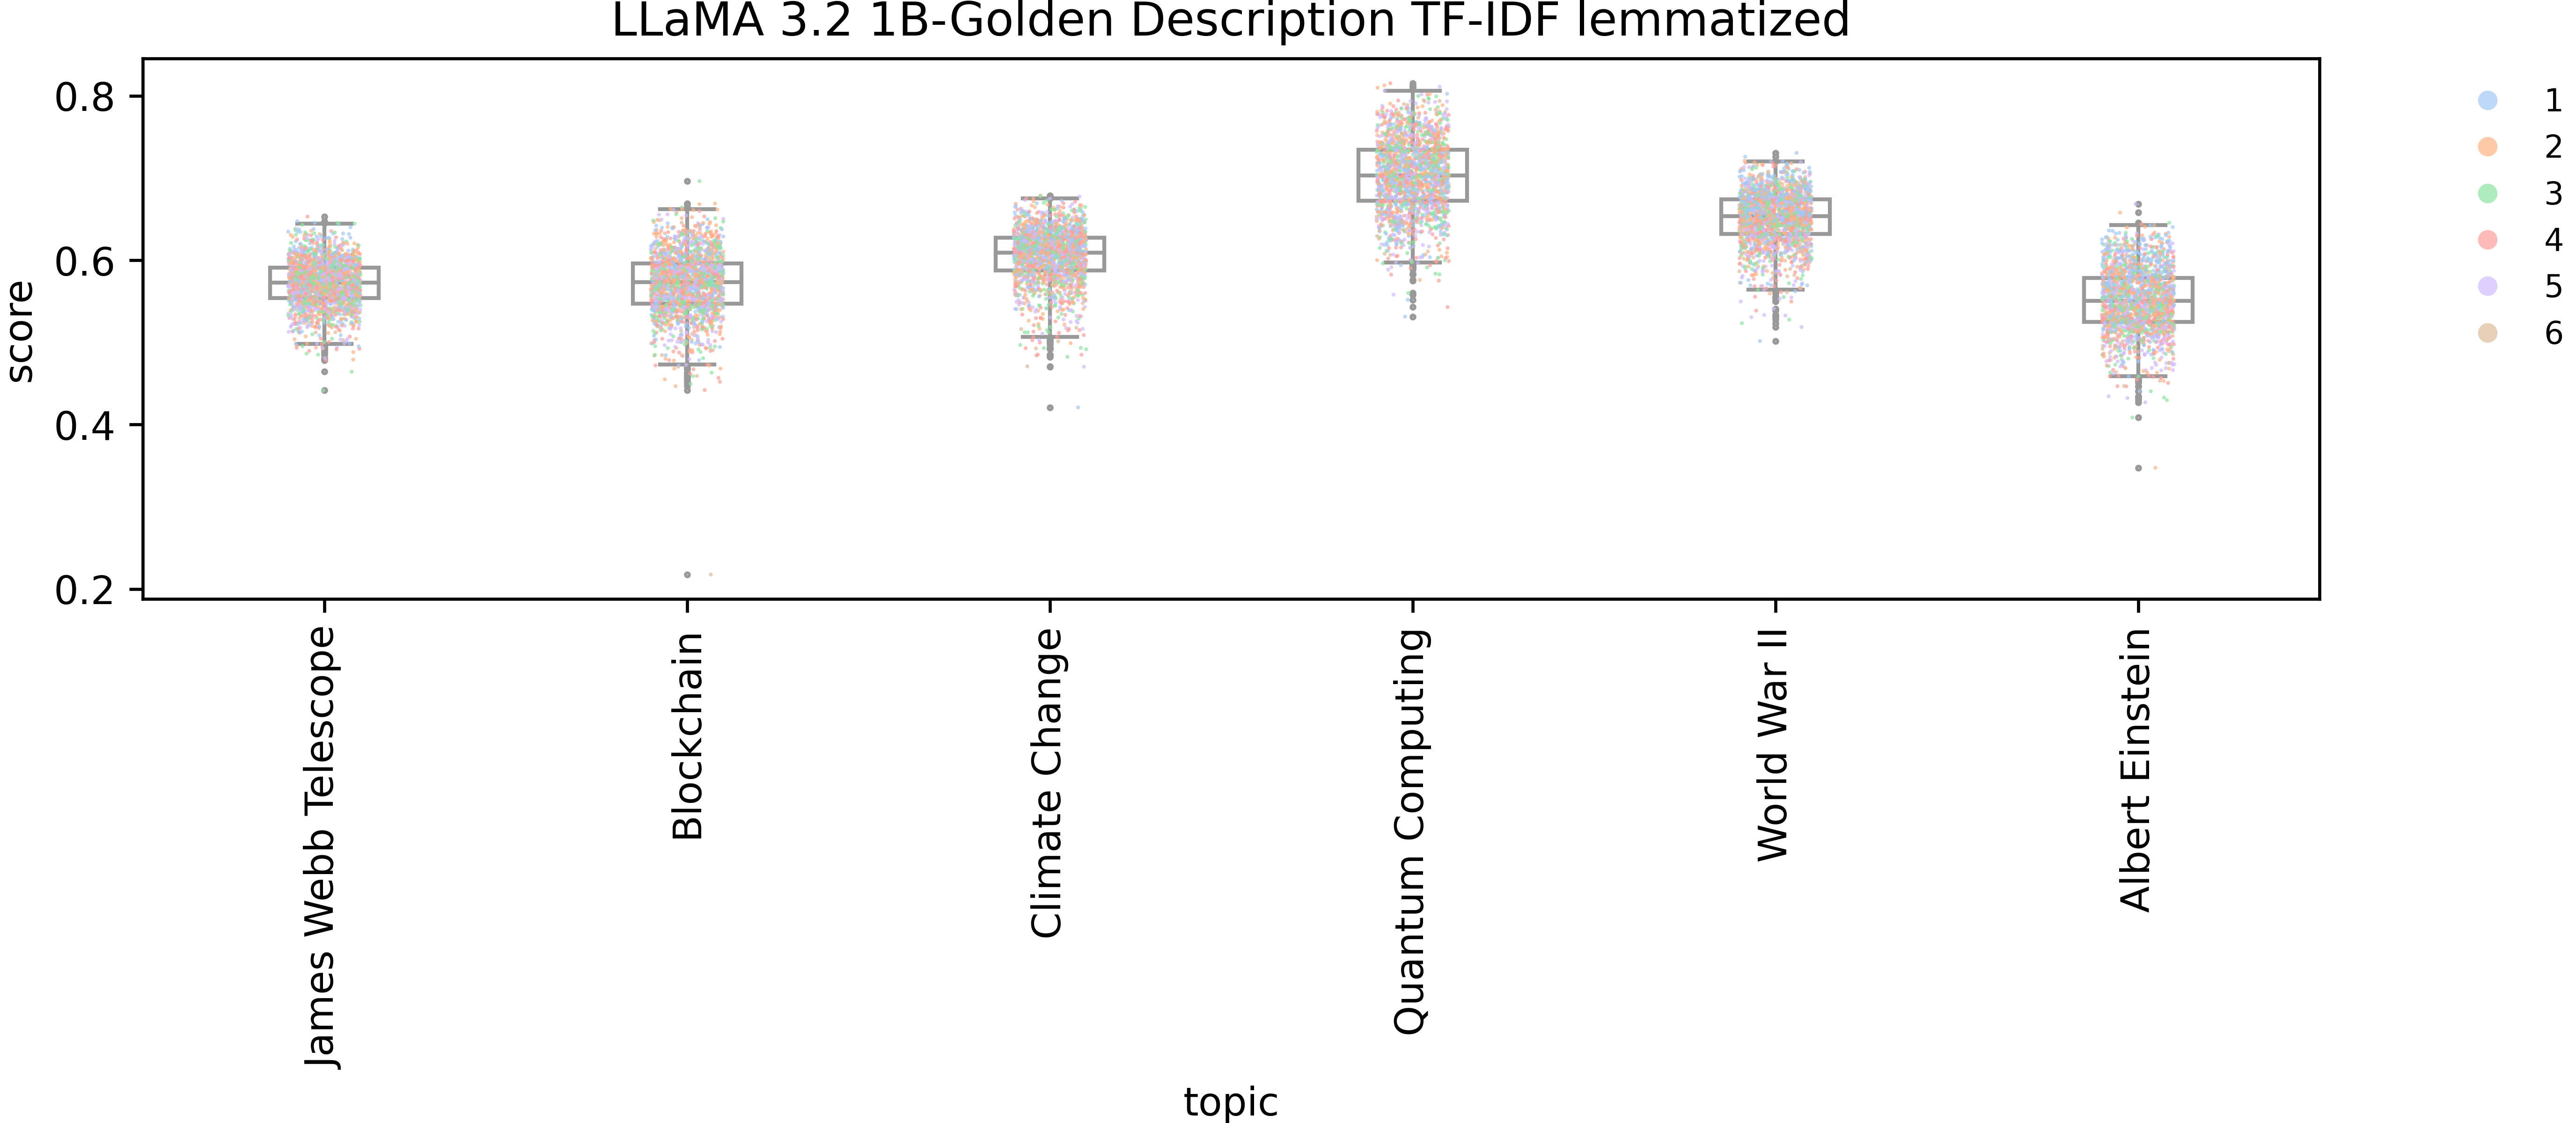 LLaMA 3.2 1B-Golden Description TF-IDF lemmatized
score
0.8
0.6
0.4
0.2
James Webb Telescope
Blockchain
Climate Change
Quantum Computing
World War II
Albert Einstein
topic
1
2
3
4
5
6